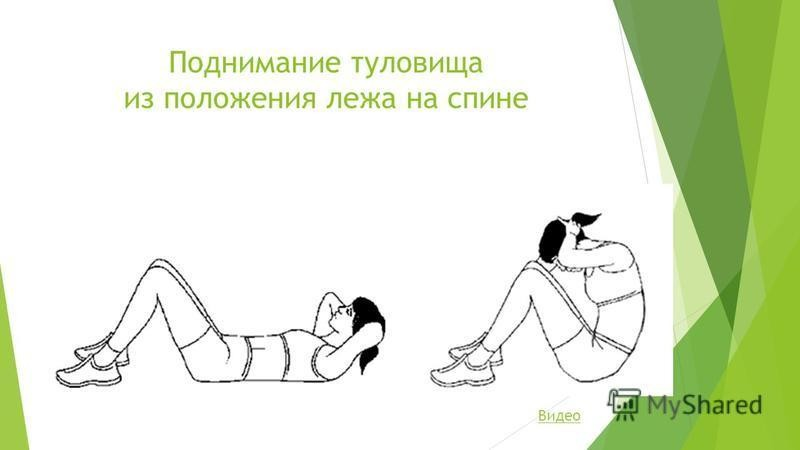 Поднимание туловища
из положения лежа на спине
Видео
MyShared